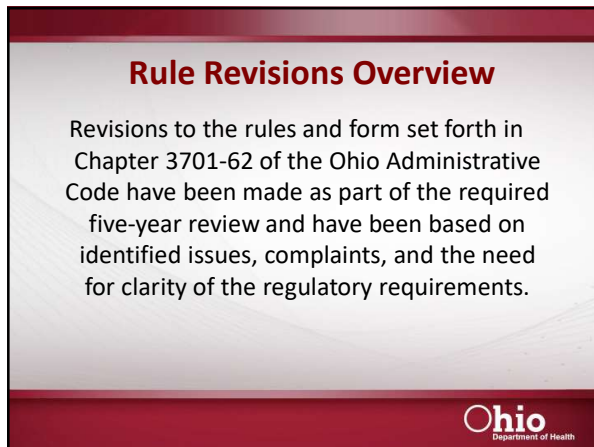 Rule Revisions Overview
Revisions to the rules and form set forth in
Chapter 3701-62 of the Ohio Administrative
Code have been made as part of the required
five-year review and have been based on
identified issues, complaints, and the need
for clarity of the regulatory requirements.
Ohio
Department of Health